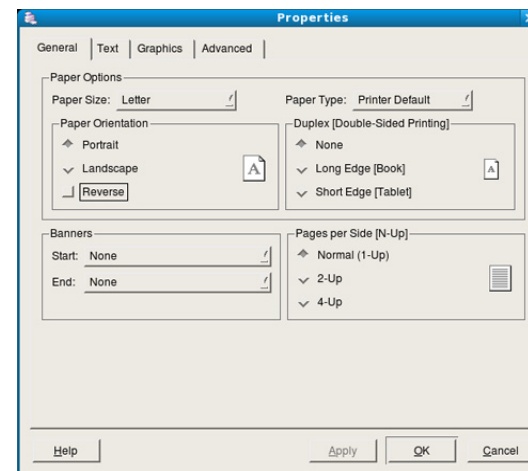 Properties
General Text Graphics Advanced
Paper Options
Paper Size: Letter Paper Type: Printer Default
Paper Orientation Duplex [Double-Sided Printing]
Portrait None
Landscape A Long Edge [Book] A
Reverse Short Edge [Tablet]
Banners Pages per Side [N-Up]
Start: None Normal (1-Up)
End: None 2-Up
4-Up
Help Apply OK Cancel